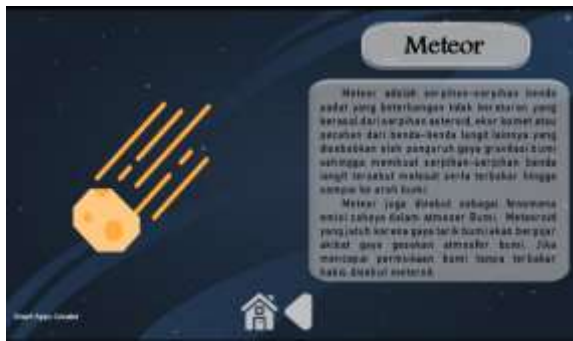 Meteor
Meteor adalah serpihan-serpihan benda
padat yang beterbangan tidak beraturan yang
berasal dari serpihan asteroid, ekor komet atau
pecahan dari benda-benda langit lainnya yang
disebabkan oleh pengaruh gaya gravitasi bumi
sehingga membuat serpihan-serpihan benda
langit tersebut melesat serta terbakar hingga
sampai ke arah bumi.
Meteor juga disebut sebagai fenomena
emisi cahaya dalam atmosfer Bumi. Meteoroid
yang jatuh karena gaya tarik bumi akan berpijar
akibat gaya gesekan atmosfer bumi. Jika
mencapai permukaan bumi tanpa terbakar
habis disebut meteorit.
Smart Apps Creator